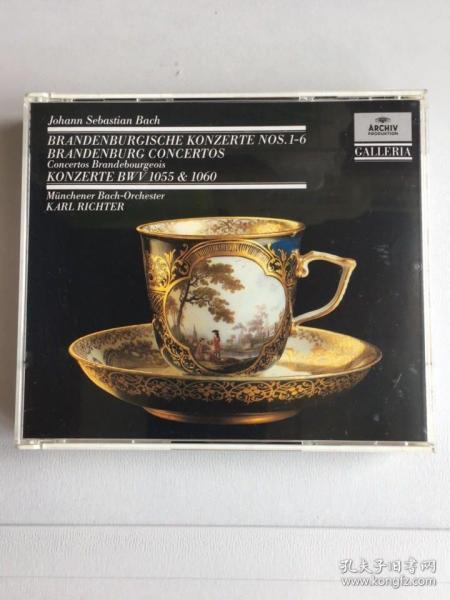 Johann Sebastian Bach
BRANDENBURGISCHE KONZERTE NOS. 1-6
BRANDENBURG CONCERTOS
Concertos Brandebourgeois
KONZERTE BWV 1055 & 1060
Münchener Bach-Orchester
KARL RICHTER
ARCHIV
PRODUKTION
GALLERIA
孔夫子旧书网
www.kongfz.com